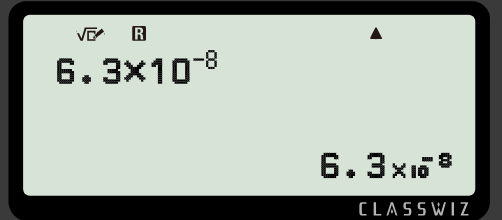 √□ R ▲
6.3×10⁻⁸
6.3×10⁻⁸
CLASSWIZ